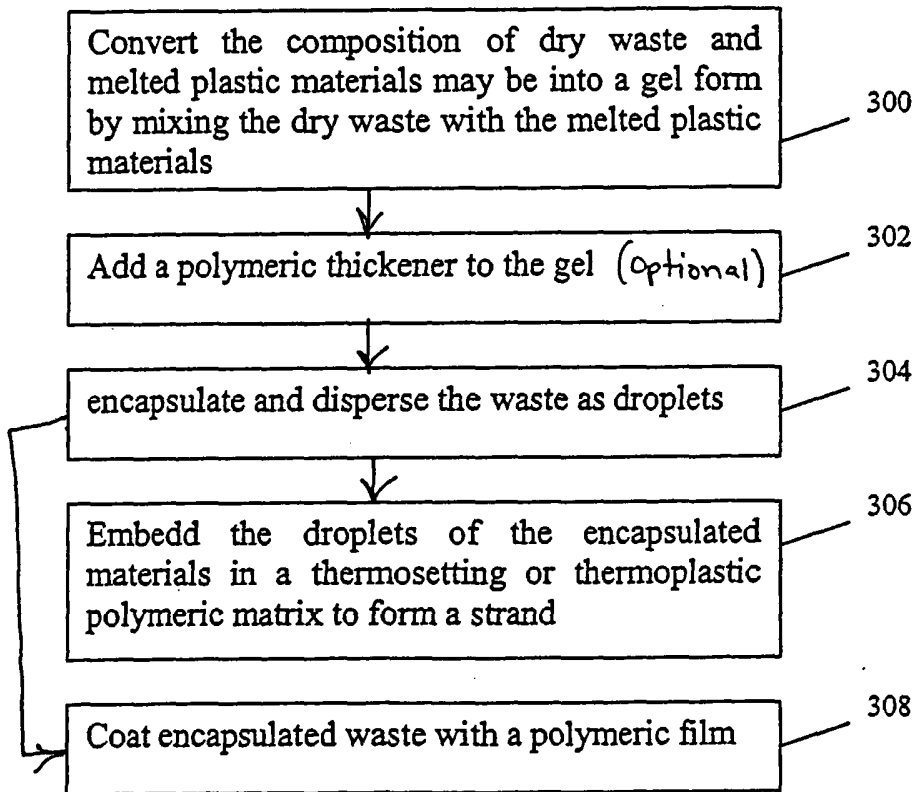 Convert the composition of dry waste and
melted plastic materials may be into a gel form
by mixing the dry waste with the melted plastic
materials
300
Add a polymeric thickener to the gel (Optional)
302
encapsulate and disperse the waste as droplets
304
Embedd the droplets of the encapsulated
materials in a thermosetting or thermoplastic
polymeric matrix to form a strand
306
Coat encapsulated waste with a polymeric film
308